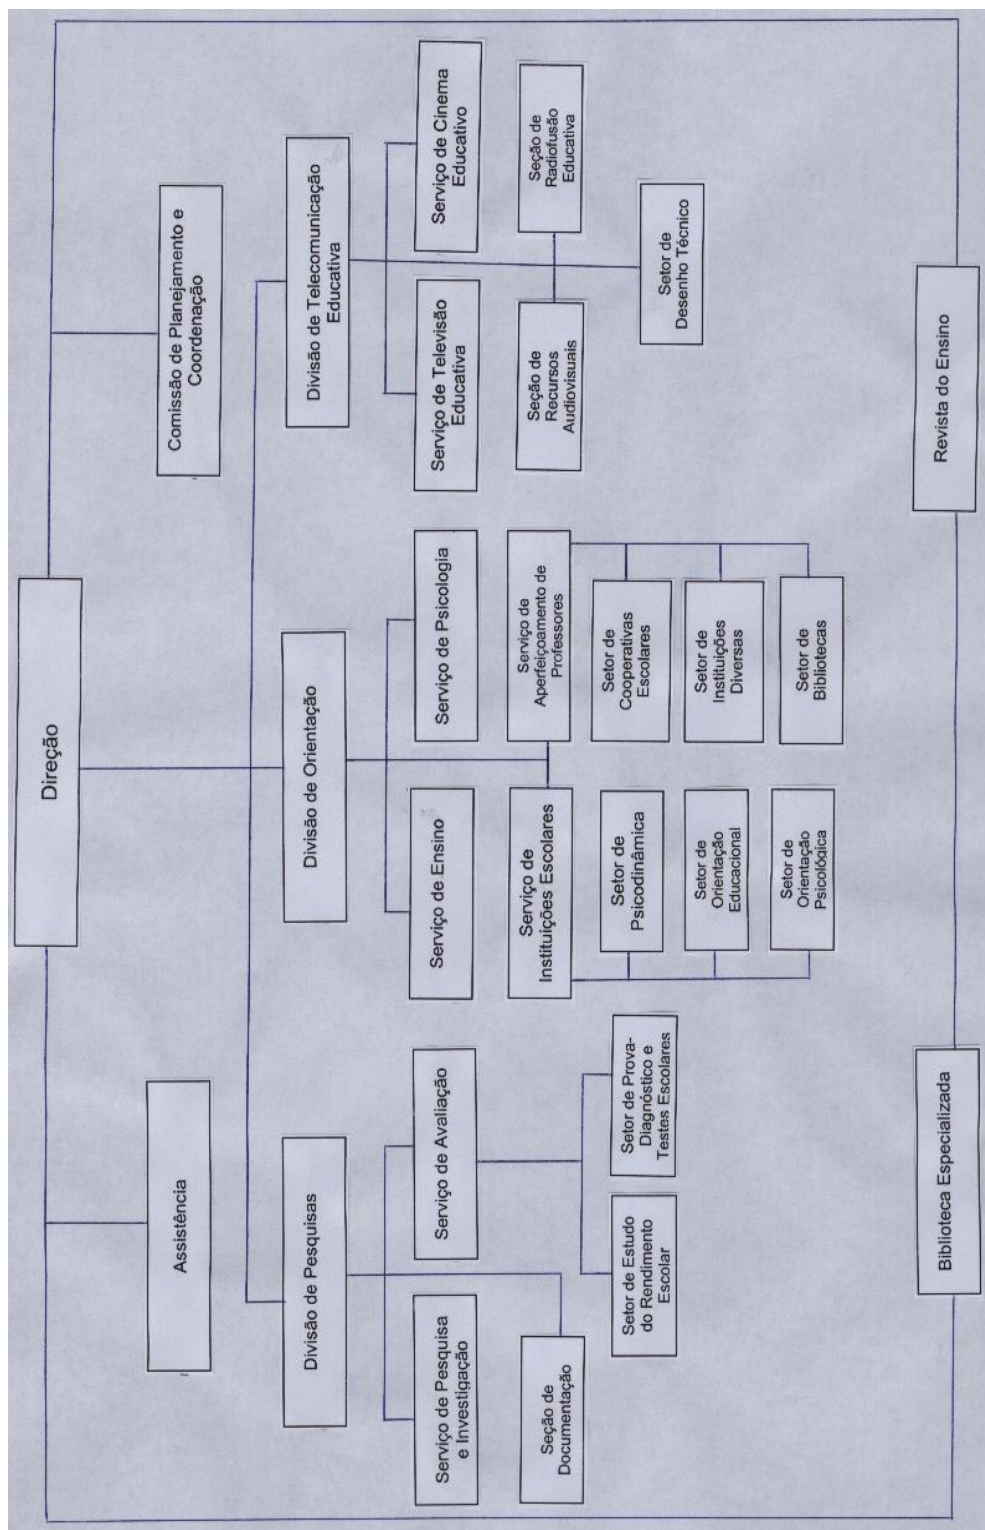 Direção
Assistência
Comissão de Planejamento e
Coordenação
Divisão de Pesquisas
Divisão de Orientação
Divisão de Telecomunicação
Educativa
Serviço de Pesquisa
e Investigação
Serviço de Avaliação
Serviço de Ensino
Serviço de Psicologia
Serviço de Televisão
Educativa
Serviço de Cinema
Educativo
Seção de
Documentação
Serviço de
Instituições Escolares
Serviço de
Aperfeiçoamento de
Professores
Seção de
Recursos
Audiovisuais
Seção de
Radiofusão
Educativa
Setor de Estudo
do Rendimento
Escolar
Setor de Prova-
Diagnóstico e
Testes Escolares
Setor de
Psicodinâmica
Setor de
Cooperativas
Escolares
Setor de
Desenho Técnico
Setor de
Orientação
Educacional
Setor de
Instituições
Diversas
Setor de
Orientação
Psicológica
Setor de
Bibliotecas
Biblioteca Especializada
Revista do Ensino